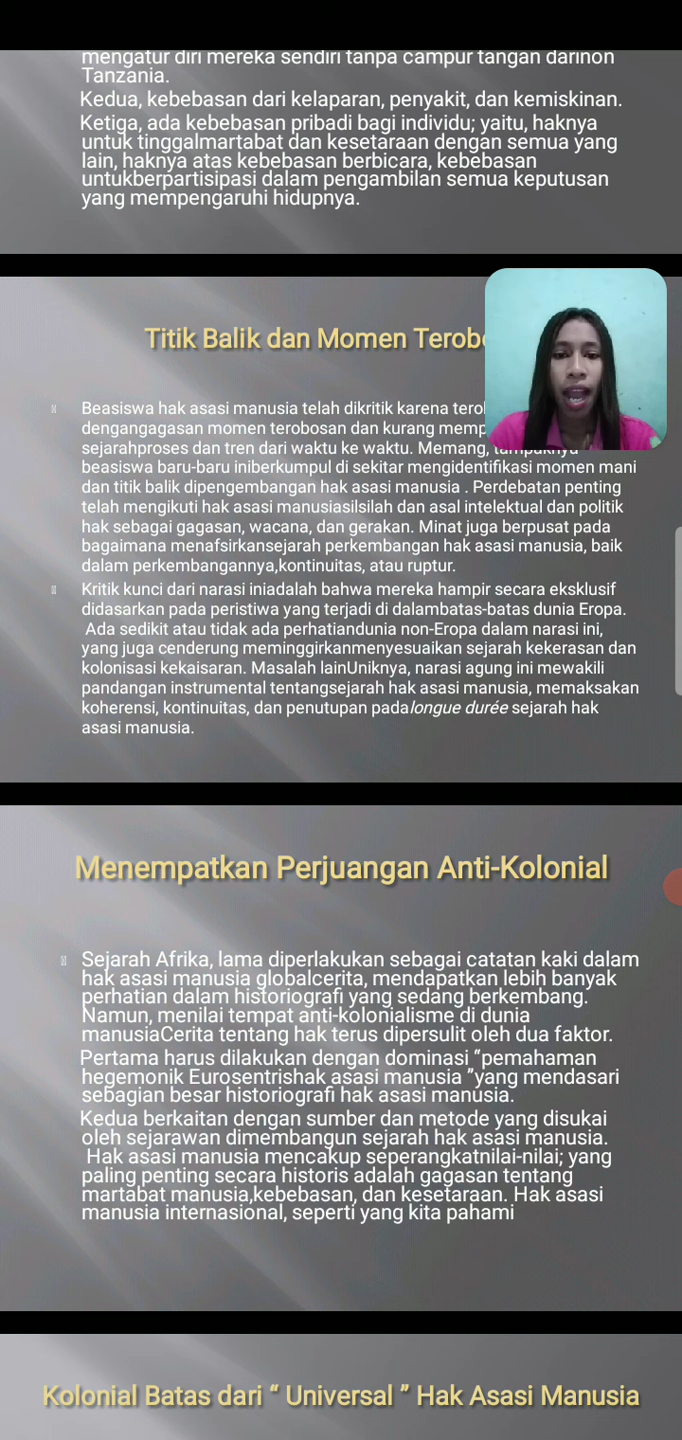 mengatur diri mereka sendiri tanpa campur tangan darinon
Tanzania.
Kedua, kebebasan dari kelaparan, penyakit, dan kemiskinan.
Ketiga, ada kebebasan pribadi bagi individu; yaitu, haknya
untuk tinggalmartabat dan kesetaraan dengan semua yang
lain, haknya atas kebebasan berbicara, kebebasan
untukberpartisipasi dalam pengambilan semua keputusan
yang mempengaruhi hidupnya.
Titik Balik dan Momen
Beasiswa hak asasi manusia telah dikritik karena
dengangagasan momen terobosan dan kurang
sejarahproses dan tren dari waktu ke waktu. Memang, tampaknya
beasiswa baru-baru iniberkumpul di sekitar mengidentifikasi momen mani
dan titik balik dipengembangan hak asasi manusia . Perdebatan penting
telah mengikuti hak asasi manusiasilsilah dan asal intelektual dan politik
hak sebagai gagasan, wacana, dan gerakan. Minat juga berpusat pada
bagaimana menafsirkansejarah perkembangan hak asasi manusia, baik
dalam perkembangannya,kontinuitas, atau ruptur.
Kritik kunci dari narasi iniadalah bahwa mereka hampir secara eksklusif
didasarkan pada peristiwa yang terjadi di dalambatas-batas dunia Eropa.
Ada sedikit atau tidak ada perhatiandunia non-Eropa dalam narasi ini,
yang juga cenderung meminggirkanmenyesuaikan sejarah kekerasan dan
kolonisasi kekaisaran. Masalah lainUniknya, narasi agung ini mewakili
pandangan instrumental tentangsejarah hak asasi manusia, memaksakan
koherensi, kontinuitas, dan penutupan padalongue durée sejarah hak
asasi manusia.
Menempatkan Perjuangan Anti-Kolonial
Sejarah Afrika, lama diperlakukan sebagai catatan kaki dalam
hak asasi manusia globalcerita, mendapatkan lebih banyak
perhatian dalam historiografi yang sedang berkembang.
Namun, menilai tempat anti-kolonialisme di dunia
manusiaCerita tentang hak terus dipersulit oleh dua faktor.
Pertama harus dilakukan dengan dominasi “pemahaman
hegemonik Eurosentrishak asasi manusia ”yang mendasari
sebagian besar historiografi hak asasi manusia.
Kedua berkaitan dengan sumber dan metode yang disukai
oleh sejarawan dimembangun sejarah hak asasi manusia.
Hak asasi manusia mencakup seperangkatnilai-nilai; yang
paling penting secara historis adalah gagasan tentang
martabat manusia,kebebasan, dan kesetaraan. Hak asasi
manusia internasional, seperti yang kita pahami
Kolonial Batas dari “ Universal ” Hak Asasi Manusia